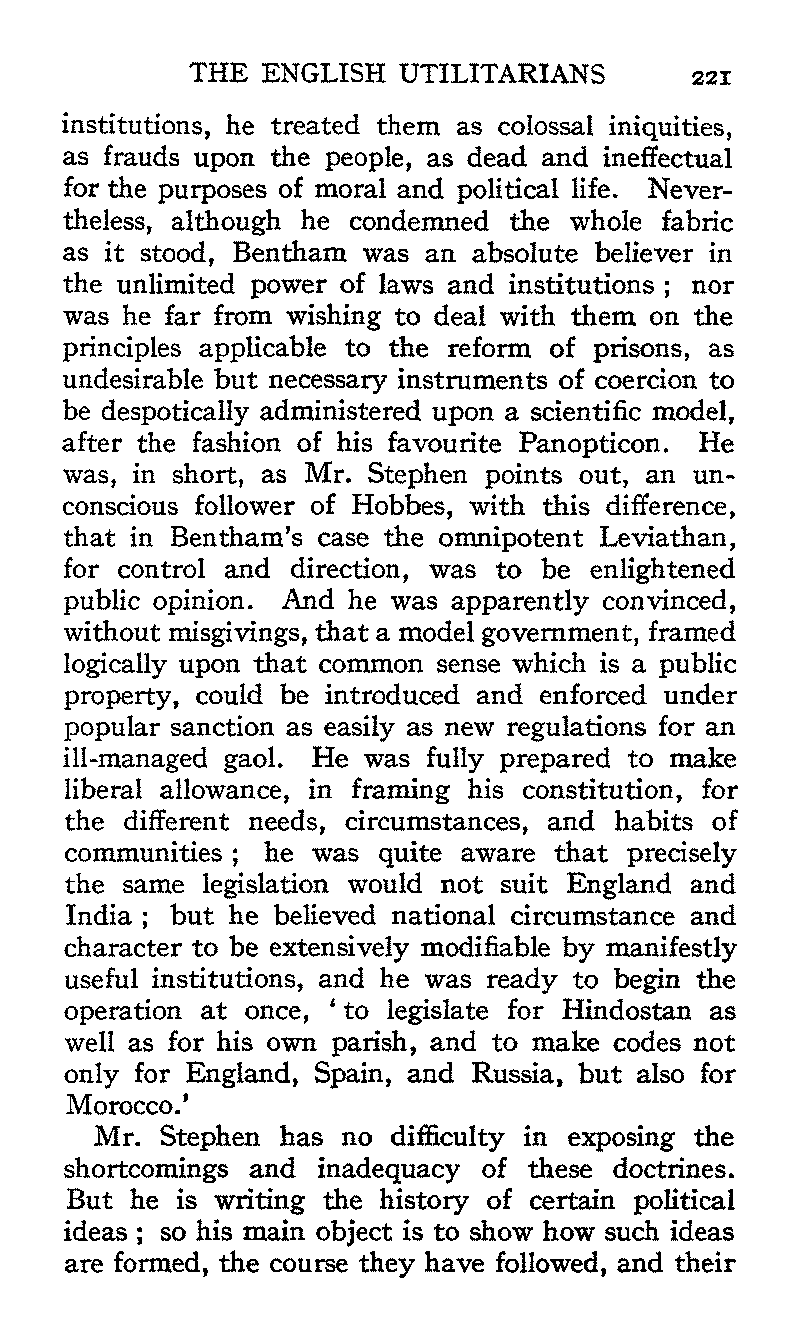 THE ENGLISH UTILITARIANS 221
institutions, he treated them as colossal iniquities,
as frauds upon the people, as dead and ineffectual
for the purposes of moral and political life. Never-
theless, although he condemned the whole fabric
as it stood, Bentham was an absolute believer in
the unlimited power of laws and institutions ; nor
was he far from wishing to deal with them on the
principles applicable to the reform of prisons, as
undesirable but necessary instruments of coercion to
be despotically administered upon a scientific model,
after the fashion of his favourite Panopticon. He
was, in short, as Mr. Stephen points out, an un-
conscious follower of Hobbes, with this difference,
that in Bentham's case the omnipotent Leviathan,
for control and direction, was to be enlightened
public opinion. And he was apparently convinced,
without misgivings, that a model government, framed
logically upon that common sense which is a public
property, could be introduced and enforced under
popular sanction as easily as new regulations for an
ill-managed gaol. He was fully prepared to make
liberal allowance, in framing his constitution, for
the different needs, circumstances, and habits of
communities ; he was quite aware that precisely
the same legislation would not suit England and
India ; but he believed national circumstance and
character to be extensively modifiable by manifestly
useful institutions, and he was ready to begin the
operation at once, ‘ to legislate for Hindostan as
well as for his own parish, and to make codes not
only for England, Spain, and Russia, but also for
Morocco.’
Mr. Stephen has no difficulty in exposing the
shortcomings and inadequacy of these doctrines.
But he is writing the history of certain political
ideas ; so his main object is to show how such ideas
are formed, the course they have followed, and their